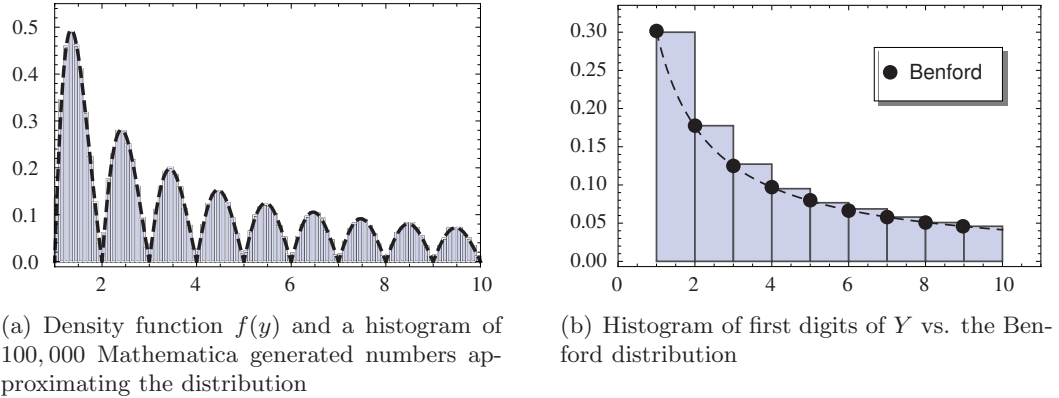 0.5
0.4
0.3
0.2
0.1
0.0
2 4 6 8 10
(a) Density function f(y) and a histogram of
100,000 Mathematica generated numbers ap-
proximating the distribution
0.30
0.25
0.20
0.15
0.10
0.05
0.00
0 2 4 6 8 10
Benford
(b) Histogram of first digits of Y vs. the Ben-
ford distribution